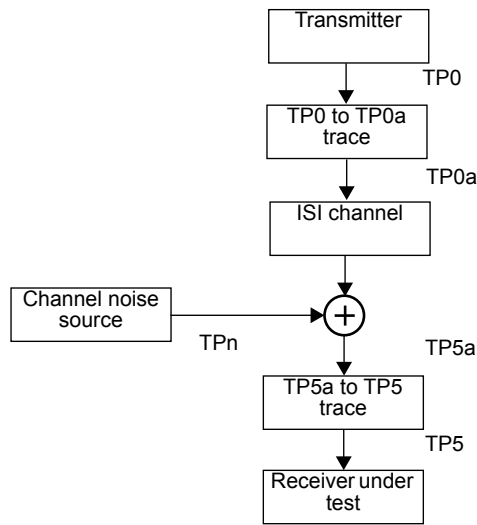 Transmitter
TP0
TP0 to TP0a
trace
TP0a
ISI channel
Channel noise
source
TPn
+
TP5a
TP5a to TP5
trace
TP5
Receiver under
test